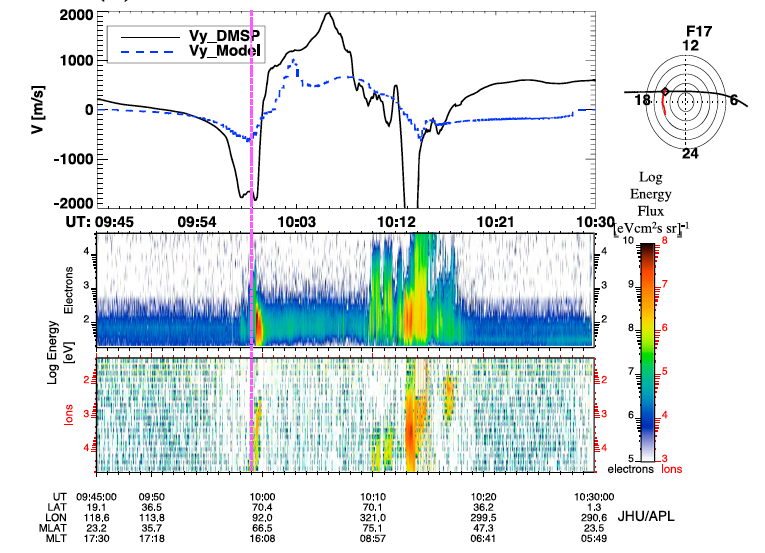 2000
Vy_DMSP
Vy_Model
1000
V [m/s]
0
-1000
-2000
UT: 09:45 09:54 10:03 10:12 10:21 10:30
F17
12
18 6
24
Log
Energy
Flux
[eVcm²s sr]⁻¹
10 8
9 7
8 6
7 5
6 4
5 3
electrons Ions
Log Energy
[eV]
Electrons
4 4
3 3
2 2
Ions
2 2
3 3
4 4
UT 09:45:00 09:50 10:00 10:10 10:20 10:30:00
LAT 19.1 36.5 70.4 70.1 36.2 1.3
LON 118,6 113,8 92,0 321,0 299,5 290,6
MLAT 23.2 35.7 66.5 75.1 47.3 23.5
MLT 17:30 17:18 16:08 08:57 06:41 05:49
JHU/APL